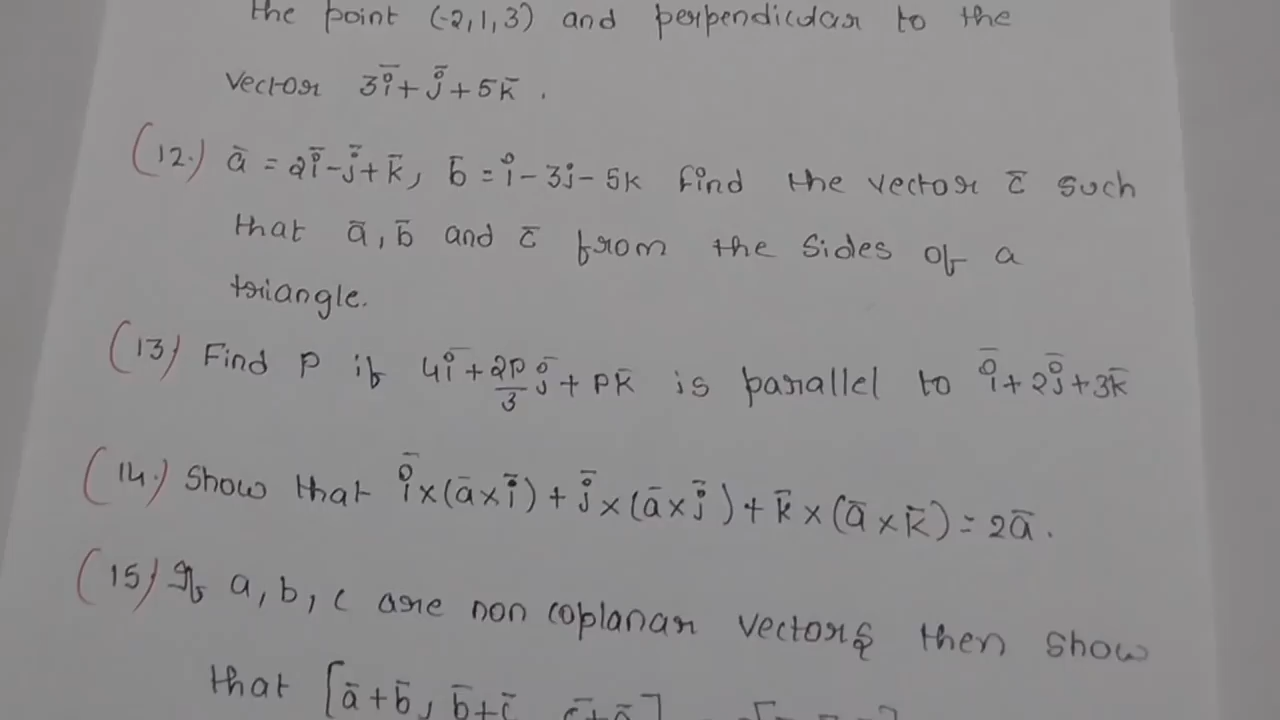 the point (-2,1,3) and perpendicular to the
vector 3i̅ + j̅ + 5k̅ .
(12.) a̅ = 2i̅ - j̅ + k̅, b̅ = i - 3j - 5k find the vector c̅ such
that a̅, b̅ and c̅ from the sides of a
triangle.
(13) Find P if 4i̅ + 2P/3 j̅ + Pk̅ is parallel to i̅ + 2j̅ + 3k̅
(14.) Show that i̅ × (a̅ × i̅) + j̅ × (a̅ × j̅) + k̅ × (a̅ × k̅) = 2a̅.
(15) If a, b, c are non coplanar vectors then show
that [a̅ + b̅, b̅ + c̅